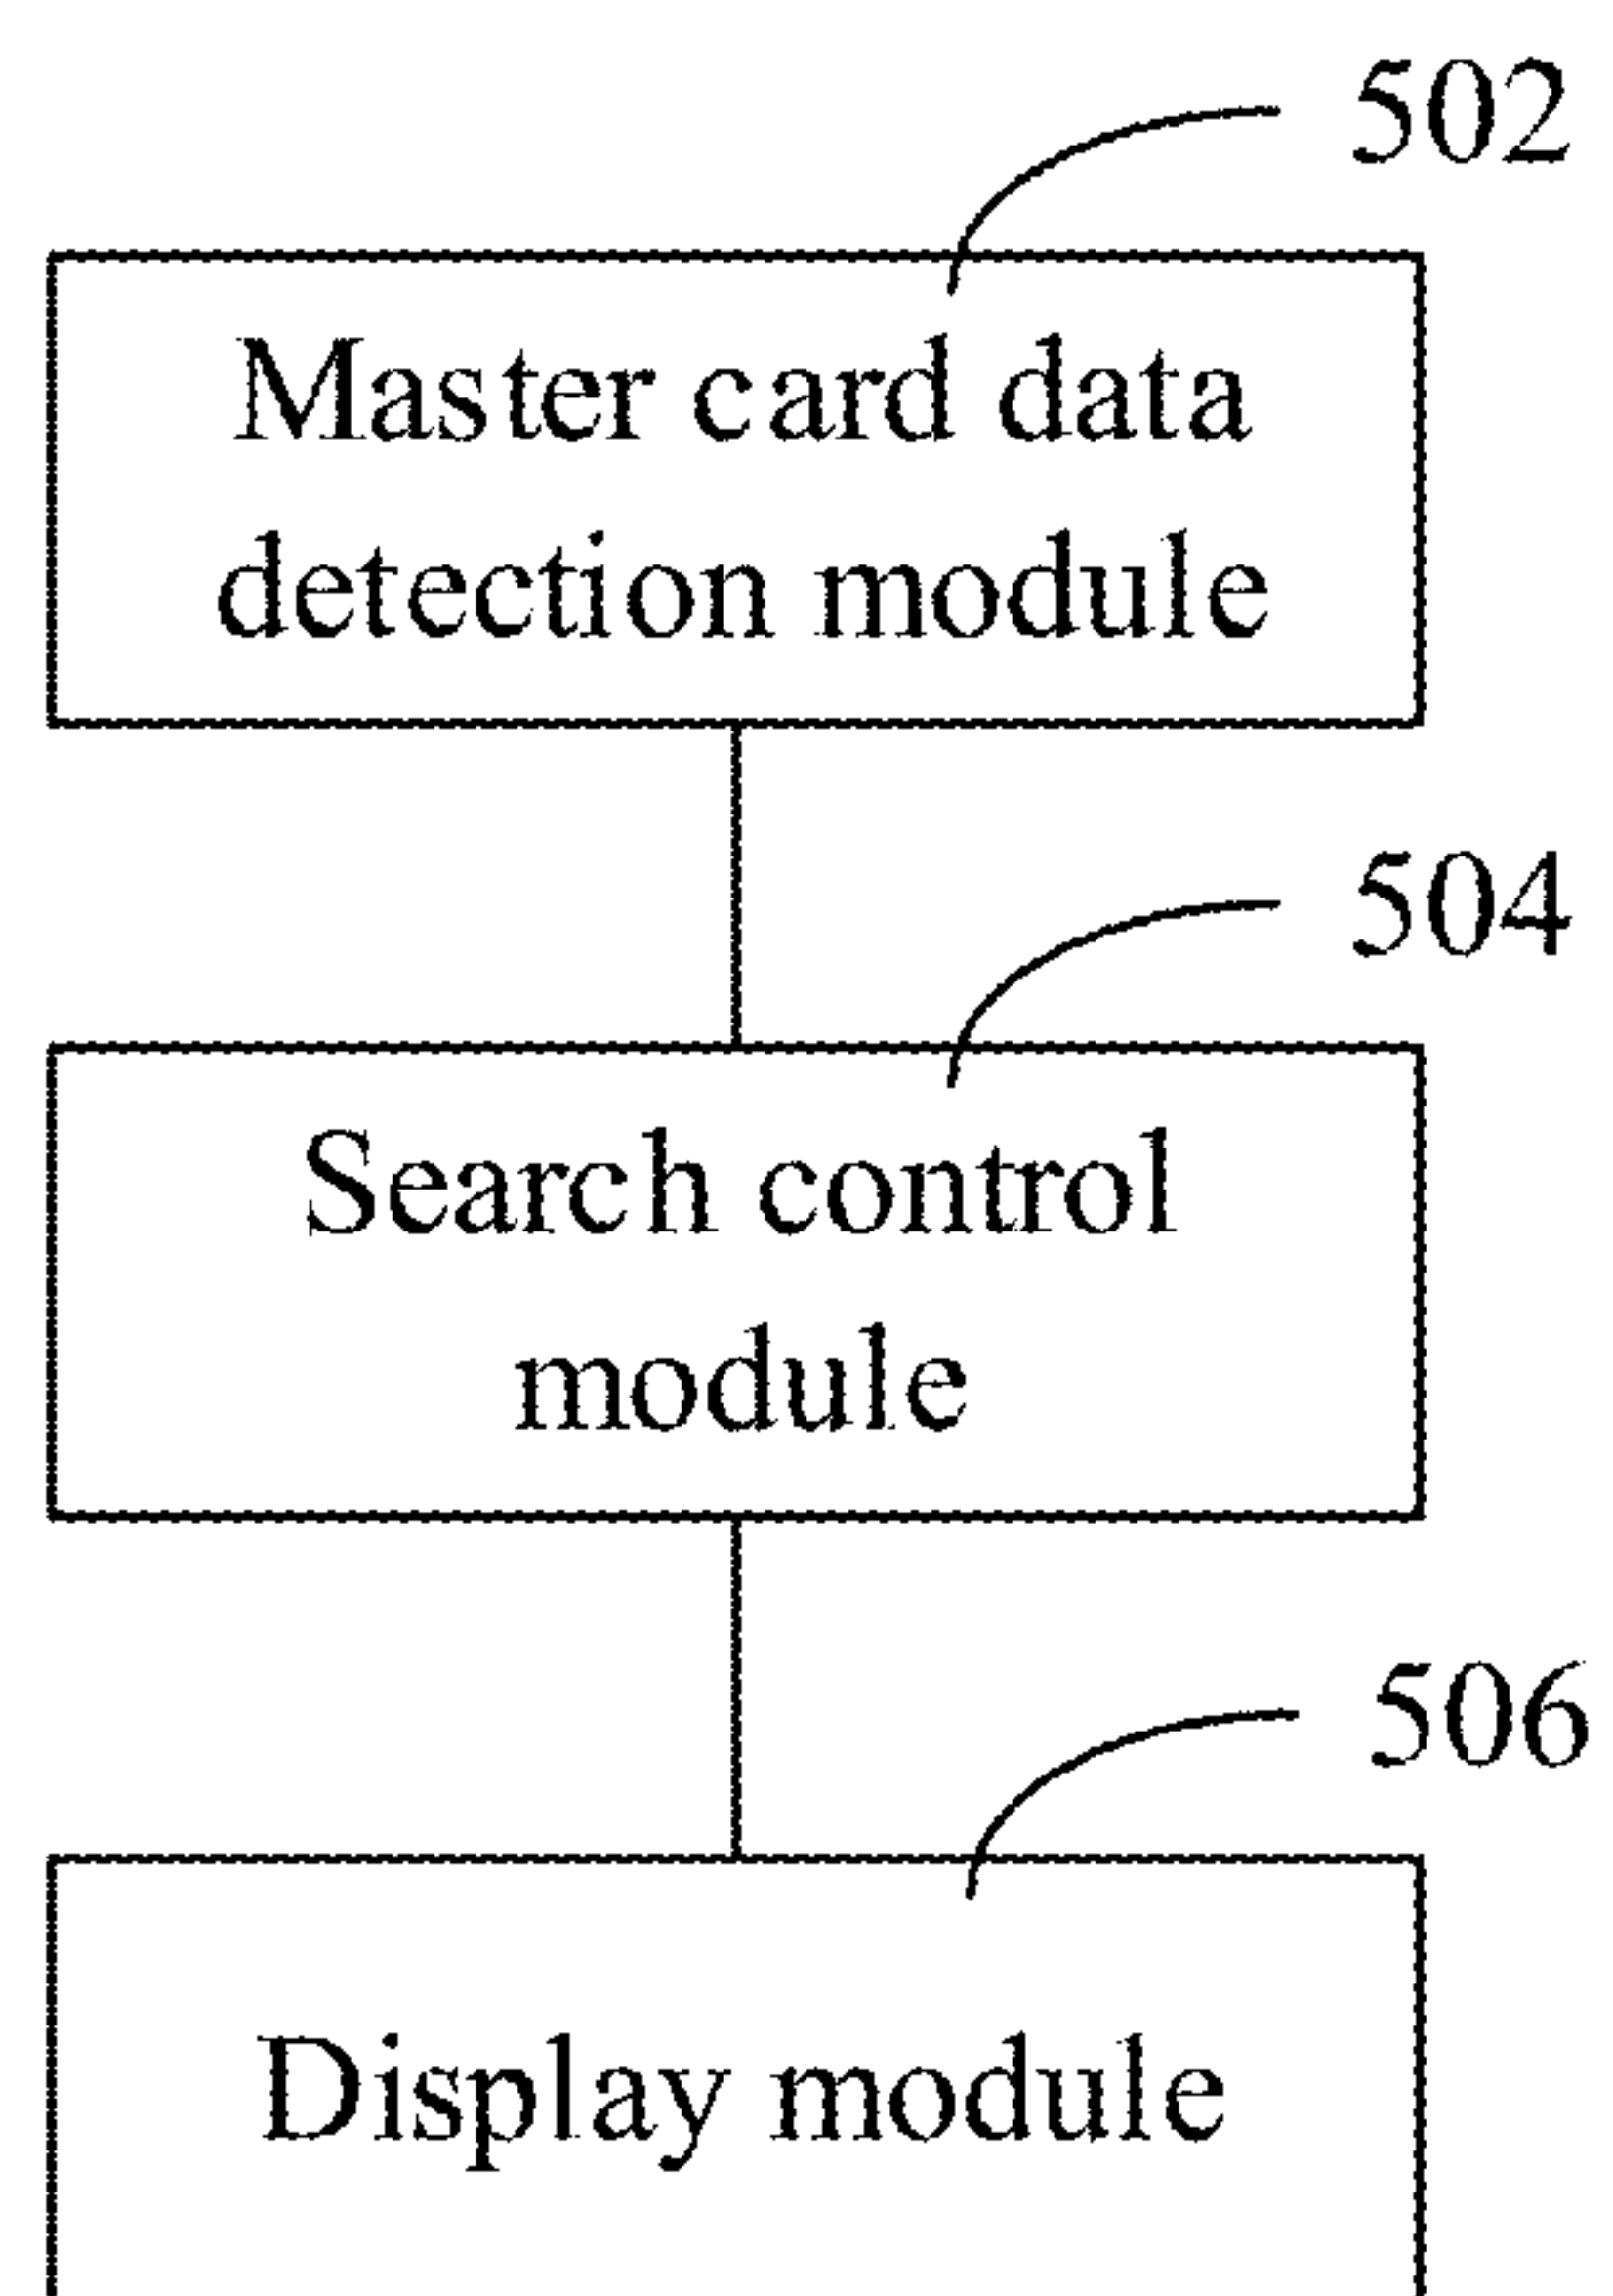 502
Master card data
detection module
504
Search control
module
506
Display module